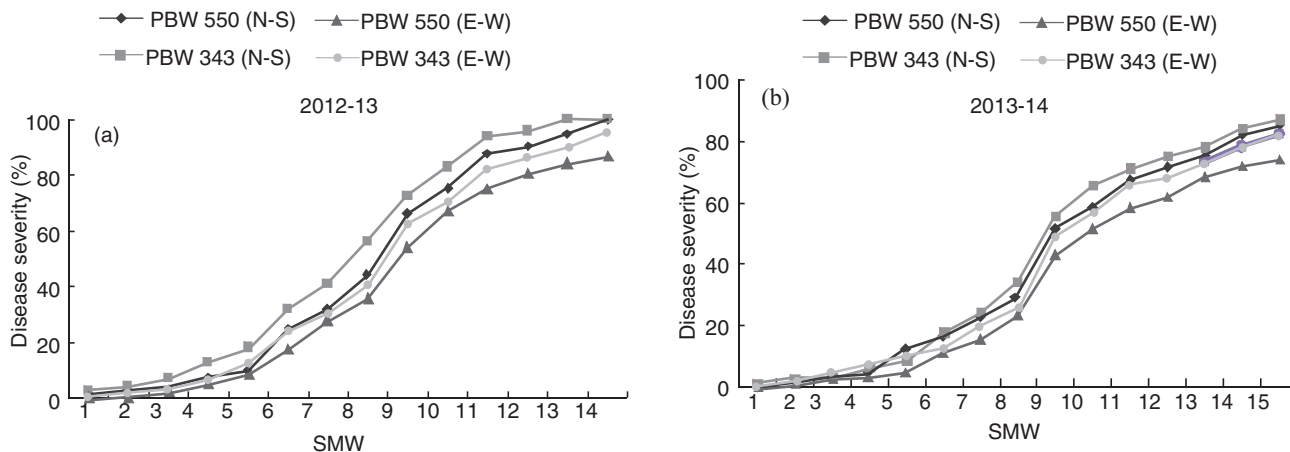 PBW 550 (N-S) PBW 550 (E-W)
PBW 343 (N-S) PBW 343 (E-W)
2012-13
(a)
Disease severity (%)
100
80
60
40
20
0
1 2 3 4 5 6 7 8 9 10 11 12 13 14
SMW
PBW 550 (N-S) PBW 550 (E-W)
PBW 343 (N-S) PBW 343 (E-W)
(b)
2013-14
Disease severity (%)
100
80
60
40
20
0
1 2 3 4 5 6 7 8 9 10 11 12 13 14 15
SMW